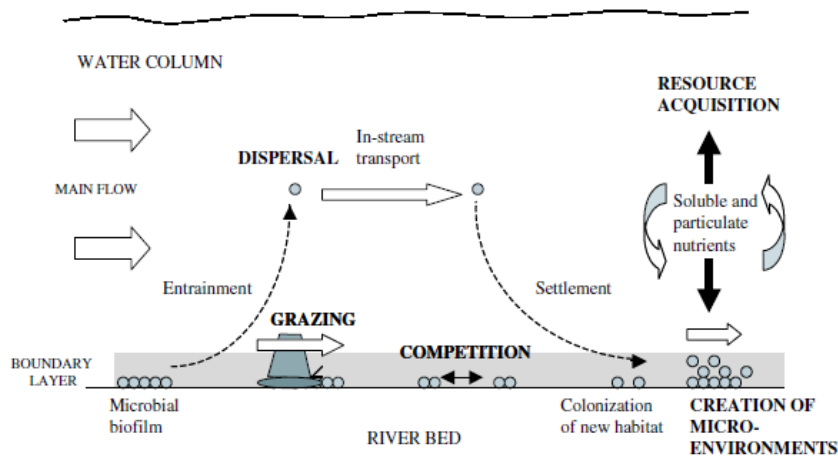 WATER COLUMN
RESOURCE
ACQUISITION
In-stream
transport
DISPERSAL
MAIN FLOW
Soluble and
particulate
nutrients
Entrainment
Settlement
GRAZING
COMPETITION
BOUNDARY
LAYER
Microbial
biofilm
Colonization
of new habitat
CREATION OF
MICRO-
ENVIRONMENTS
RIVER BED